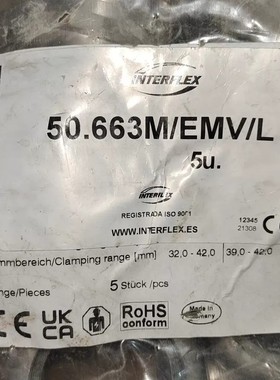 INTERFLEX
50.663M/EMV/L
5u.
INTERFLEX
REGISTRADA ISO 9001
WWW.INTERFLEX.ES
12345
21308
CE
mmbereich/Clamping range [mm] 32,0 - 42,0 39,0 - 42,0
nge/Pieces 5 Stück /pcs
CE UK CA RoHS conform Made in Germany